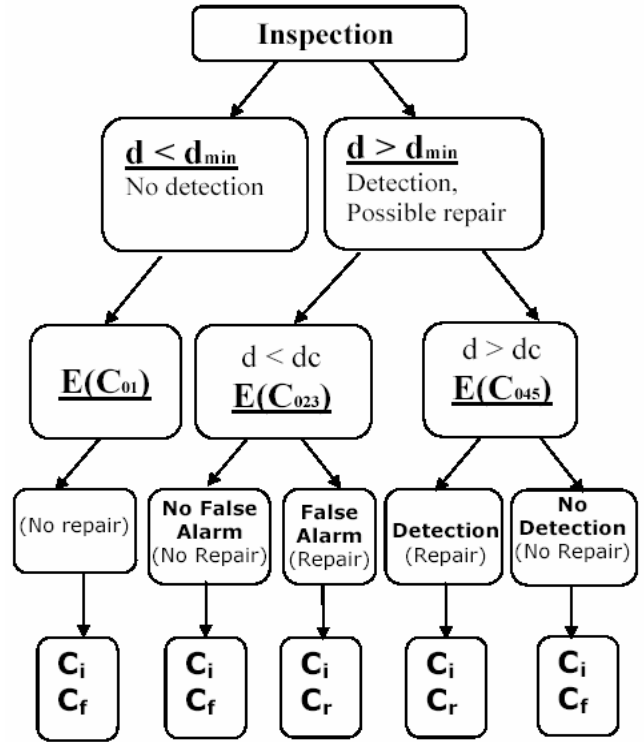 Inspection
d < dmin
No detection
d > dmin
Detection,
Possible repair
E(C01)
d < dc
E(C023)
d > dc
E(C045)
(No repair)
No False
Alarm
(No Repair)
False
Alarm
(Repair)
Detection
(Repair)
No
Detection
(No Repair)
Ci
Cf
Ci
Cf
Ci
Cr
Ci
Cr
Ci
Cf